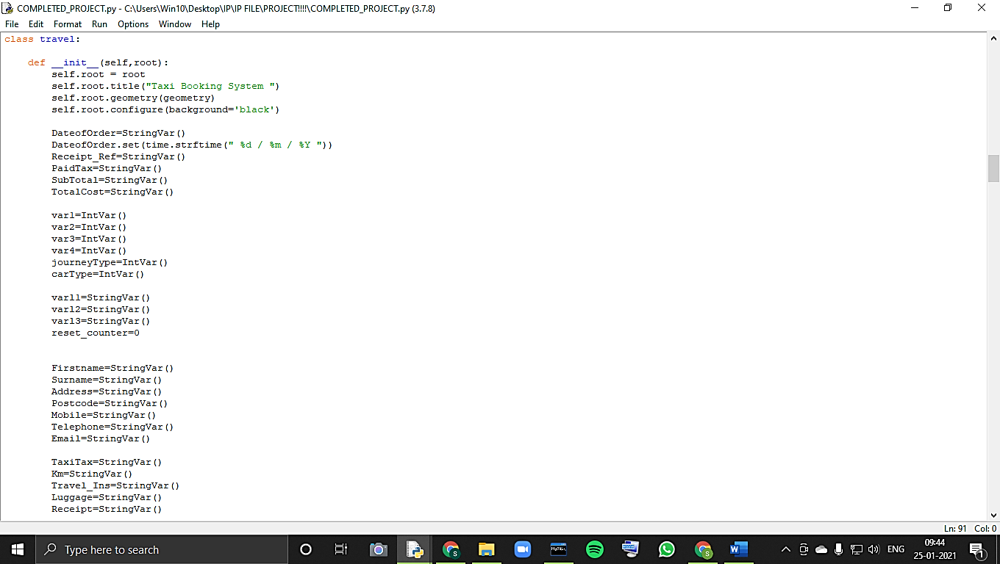 COMPLETED_PROJECT.py - C:\Users\Win10\Desktop\IP\IP FILE\PROJECT!!!!\COMPLETED_PROJECT.py (3.7.8)
File Edit Format Run Options Window Help
class travel:
    def __init__(self,root):
        self.root = root
        self.root.title("Taxi Booking System ")
        self.root.geometry(geometry)
        self.root.configure(background='black')
        DateofOrder=StringVar()
        DateofOrder.set(time.strftime(" %d / %m / %Y "))
        Receipt_Ref=StringVar()
        PaidTax=StringVar()
        SubTotal=StringVar()
        TotalCost=StringVar()
        var1=IntVar()
        var2=IntVar()
        var3=IntVar()
        var4=IntVar()
        journeyType=IntVar()
        carType=IntVar()
        var11=StringVar()
        var12=StringVar()
        var13=StringVar()
        reset_counter=0
        Firstname=StringVar()
        Surname=StringVar()
        Address=StringVar()
        Postcode=StringVar()
        Mobile=StringVar()
        Telephone=StringVar()
        Email=StringVar()
        TaxiTax=StringVar()
        Km=StringVar()
        Travel_Ins=StringVar()
        Luggage=StringVar()
        Receipt=StringVar()
Ln: 91 Col: 0
Type here to search
MySQL
S
S
W
ENG
09:44
25-01-2021
1